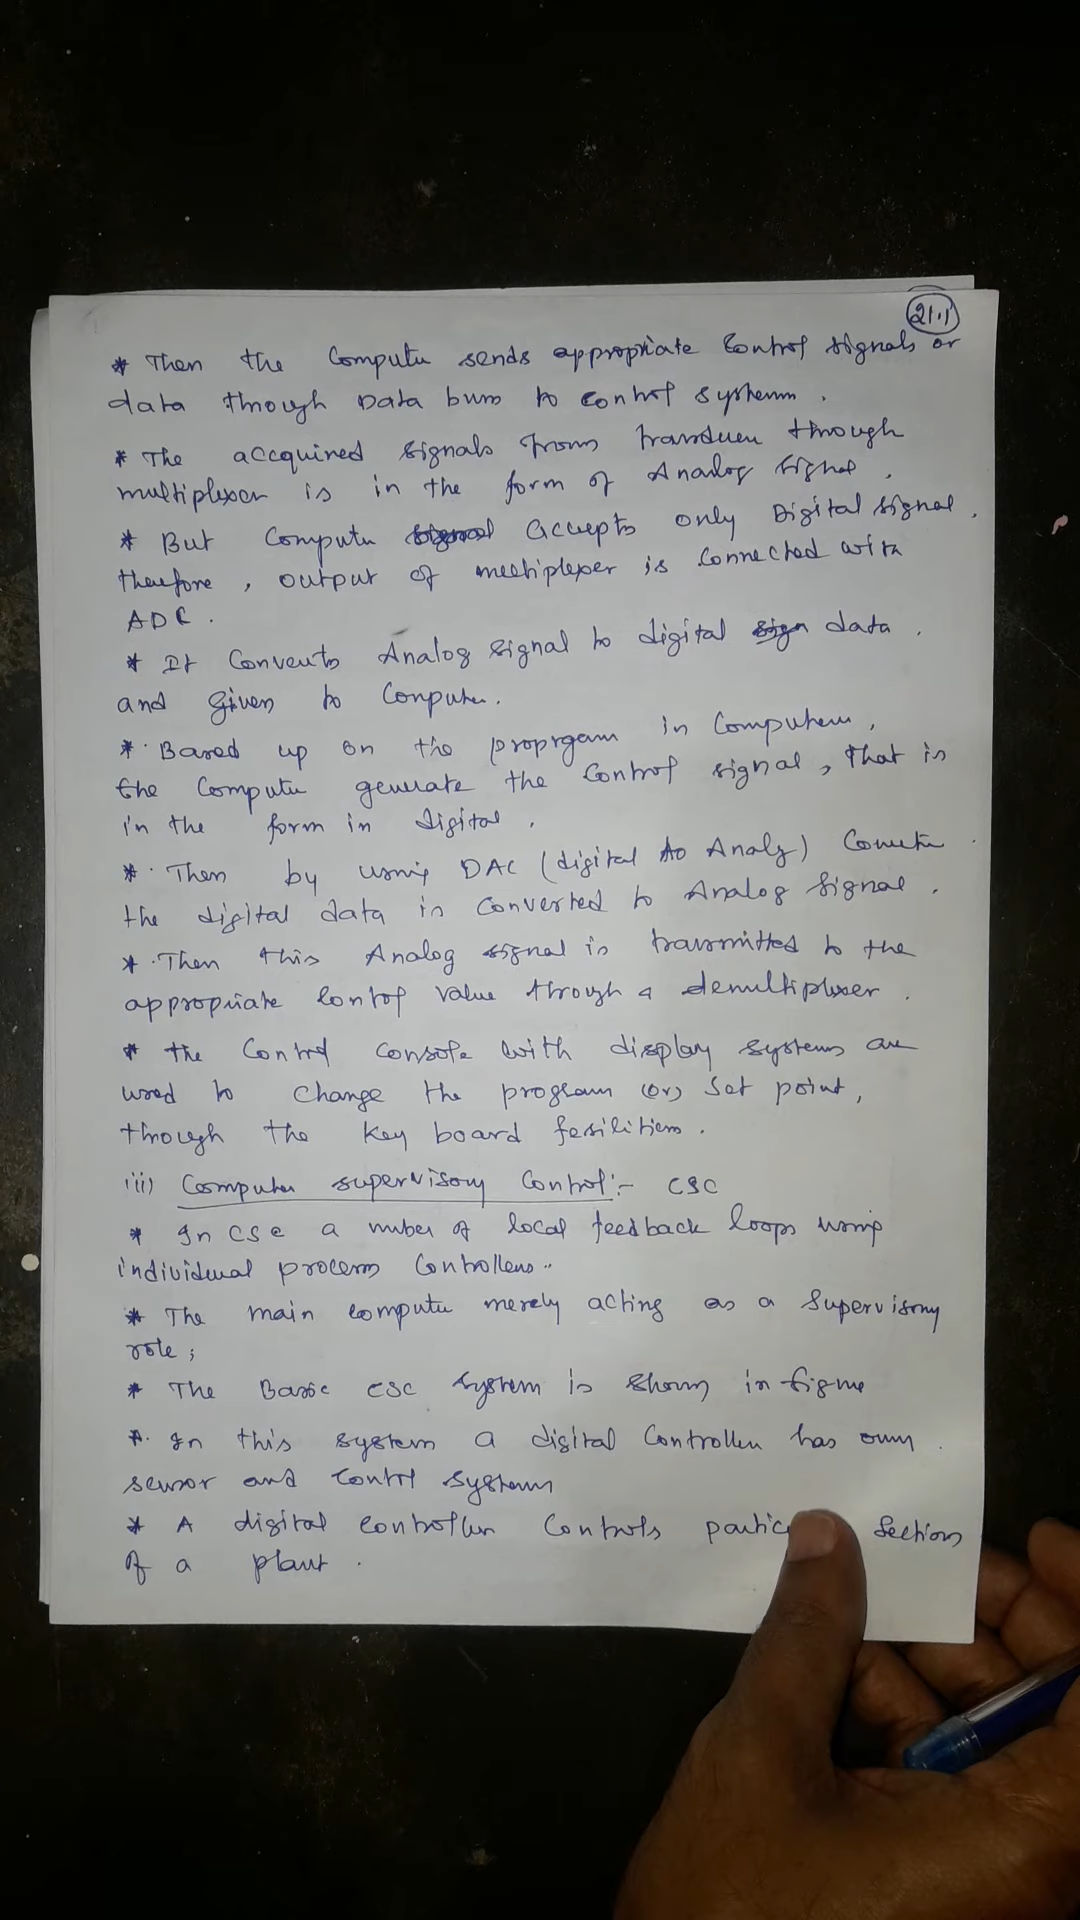 21.1
* Then the Computer sends appropriate Control signals or
data through Data buss to control system .
* The accquired signals from transducer through
multiplexer is in the form of Analog signal .
* But Computer accepts only Digital signal .
therefore , output of multiplexer is connected with
ADC .
* It Converts Analog signal to digital data .
and given to Computer.
* Based up on the proprgam in Computer ,
the Computer generate the Control signal , that is
in the form in digital .
* Then by using DAC (digital to Analg) Converter
the digital data is converted to Analog signal .
* Then this Analog signal is transmitted to the
appropriate control value through a demultiplexer .
* the Control console with display systems are
used to change the program (or) set point ,
through the key board fesilities .
iii) Computer supervisory Control :- CSC
* In CSC a nuber of local feedback loops using
individual process Controllers ..
* The main computer merely acting as a supervisory
role ;
* The Basic CSC system is shown in figure
* In this system a digital Controller has own
sensor and control system
* A digital controller controls section
of a plant .